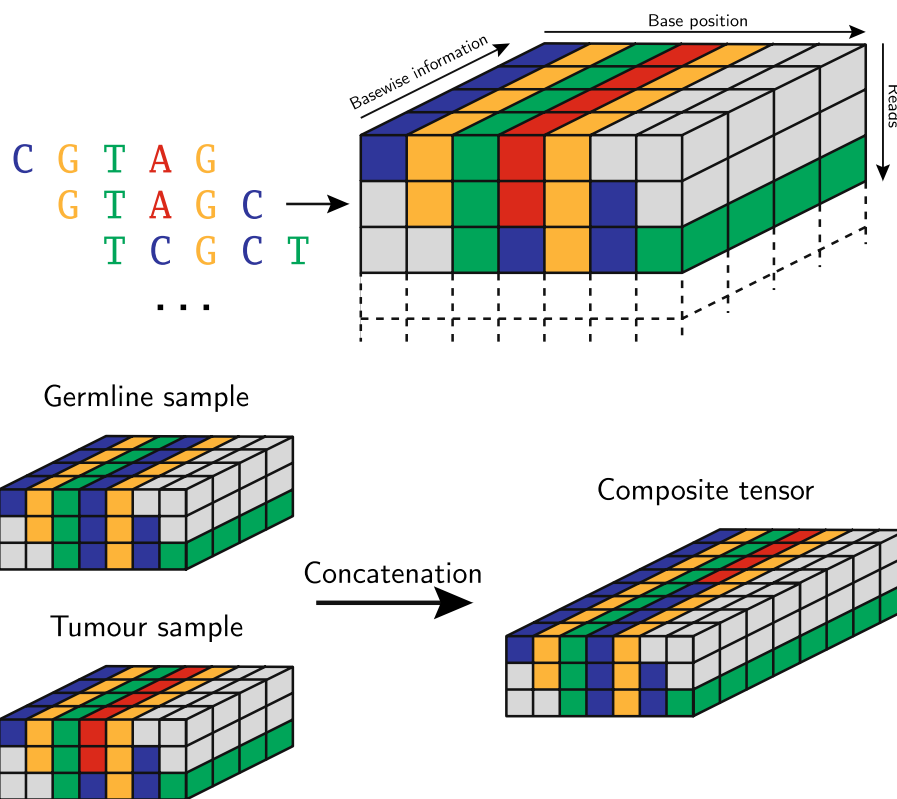 Base position
Basewise information
Reads
C G T A G
G T A G C
T C G C T
...
Germline sample
Composite tensor
Concatenation
Tumour sample